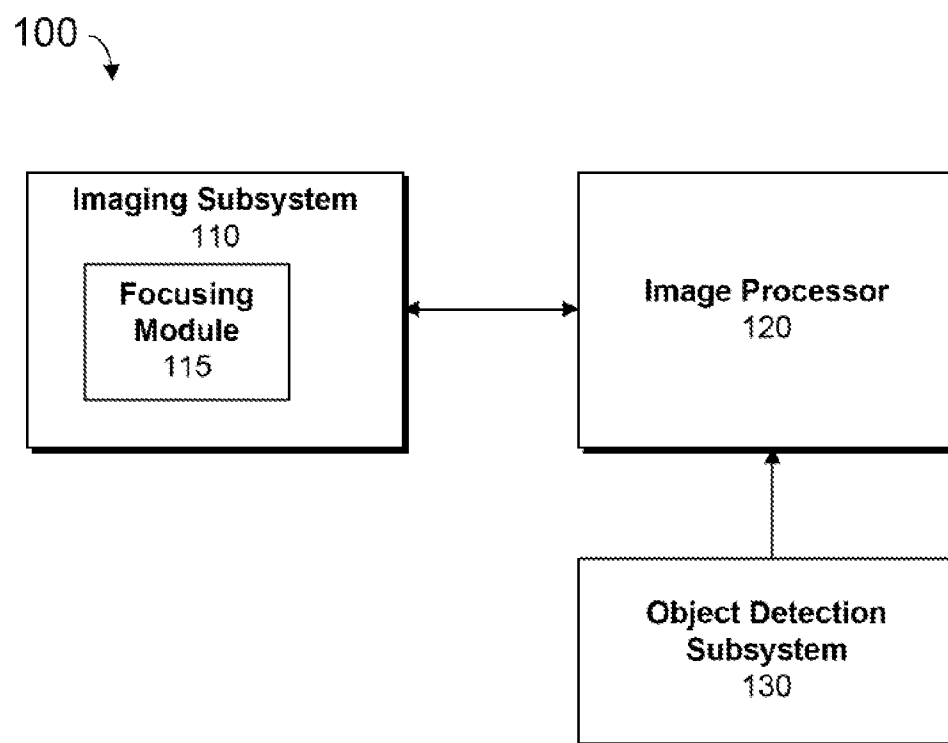 100
Imaging Subsystem
110
Focusing
Module
115
Image Processor
120
Object Detection
Subsystem
130